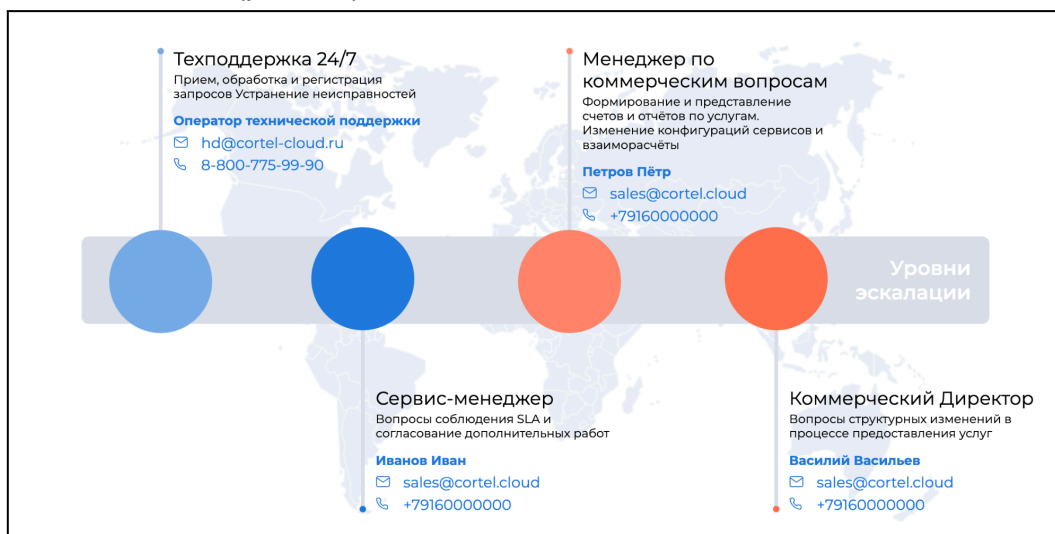 Техподдержка 24/7
Прием, обработка и регистрация
запросов Устранение неисправностей
Оператор технической поддержки
hd@cortel-cloud.ru
8-800-775-99-90
Менеджер по
коммерческим вопросам
Формирование и представление
счетов и отчётов по услугам.
Изменение конфигураций сервисов и
взаиморасчёты
Петров Пётр
sales@cortel.cloud
+79160000000
Уровни
эскалации
Сервис-менеджер
Вопросы соблюдения SLA и
согласование дополнительных работ
Иванов Иван
sales@cortel.cloud
+79160000000
Коммерческий Директор
Вопросы структурных изменений в
процессе предоставления услуг
Василий Васильев
sales@cortel.cloud
+79160000000